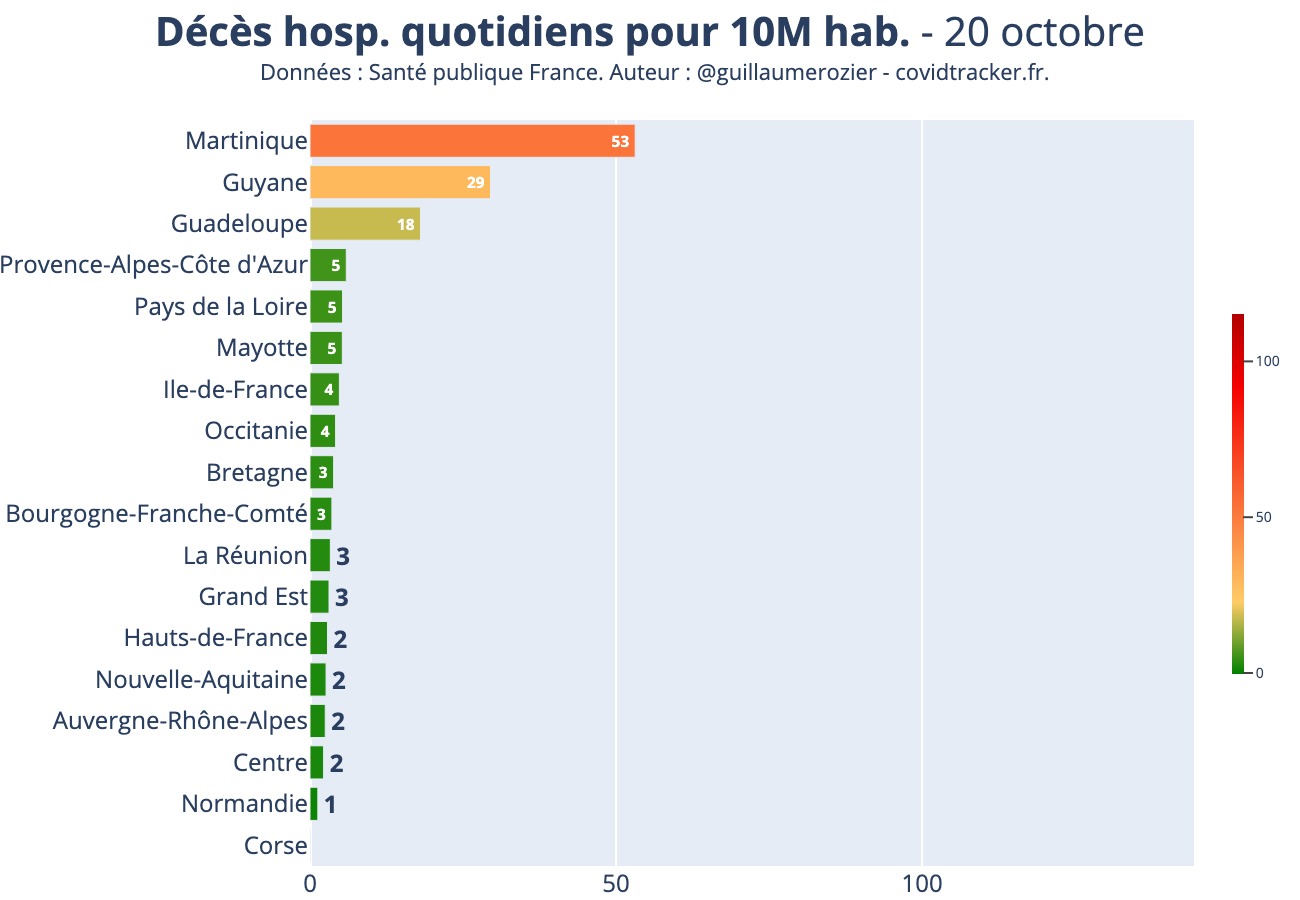 Décès hosp. quotidiens pour 10M hab. - 20 octobre
Données : Santé publique France. Auteur : @guillaumerozier - covidtracker.fr.
Martinique 53
Guyane 29
Guadeloupe 18
Provence-Alpes-Côte d'Azur 5
Pays de la Loire 5
Mayotte 5
Ile-de-France 4
Occitanie 4
Bretagne 3
Bourgogne-Franche-Comté 3
La Réunion 3
Grand Est 3
Hauts-de-France 2
Nouvelle-Aquitaine 2
Auvergne-Rhône-Alpes 2
Centre 2
Normandie 1
Corse
0 50 100
100
50
0